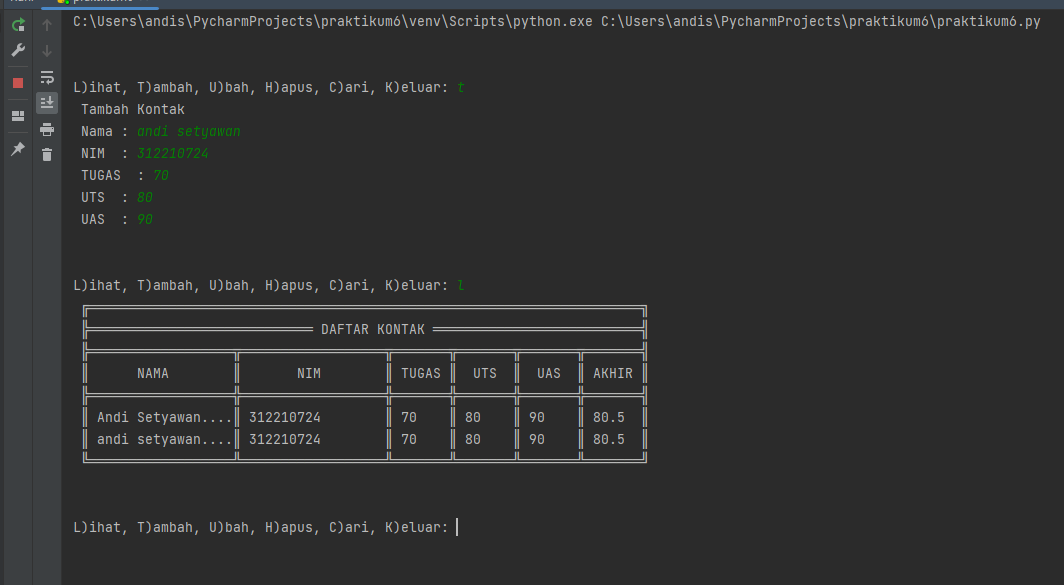 C:\Users\andis\PycharmProjects\praktikum6\venv\Scripts\python.exe C:\Users\andis\PycharmProjects\praktikum6\praktikum6.py
L)ihat, T)ambah, U)bah, H)apus, C)ari, K)eluar: t
Tambah Kontak
Nama : andi setyawan
NIM : 312210724
TUGAS : 70
UTS : 80
UAS : 90
L)ihat, T)ambah, U)bah, H)apus, C)ari, K)eluar: l
DAFTAR KONTAK
NAMA NIM TUGAS UTS UAS AKHIR
Andi Setyawan.... 312210724 70 80 90 80.5
andi setyawan.... 312210724 70 80 90 80.5
L)ihat, T)ambah, U)bah, H)apus, C)ari, K)eluar: